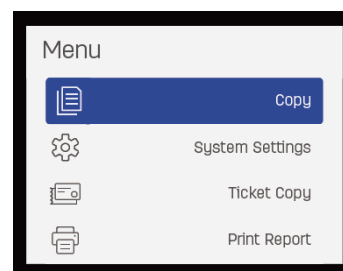 Menu
Copy
System Settings
Ticket Copy
Print Report